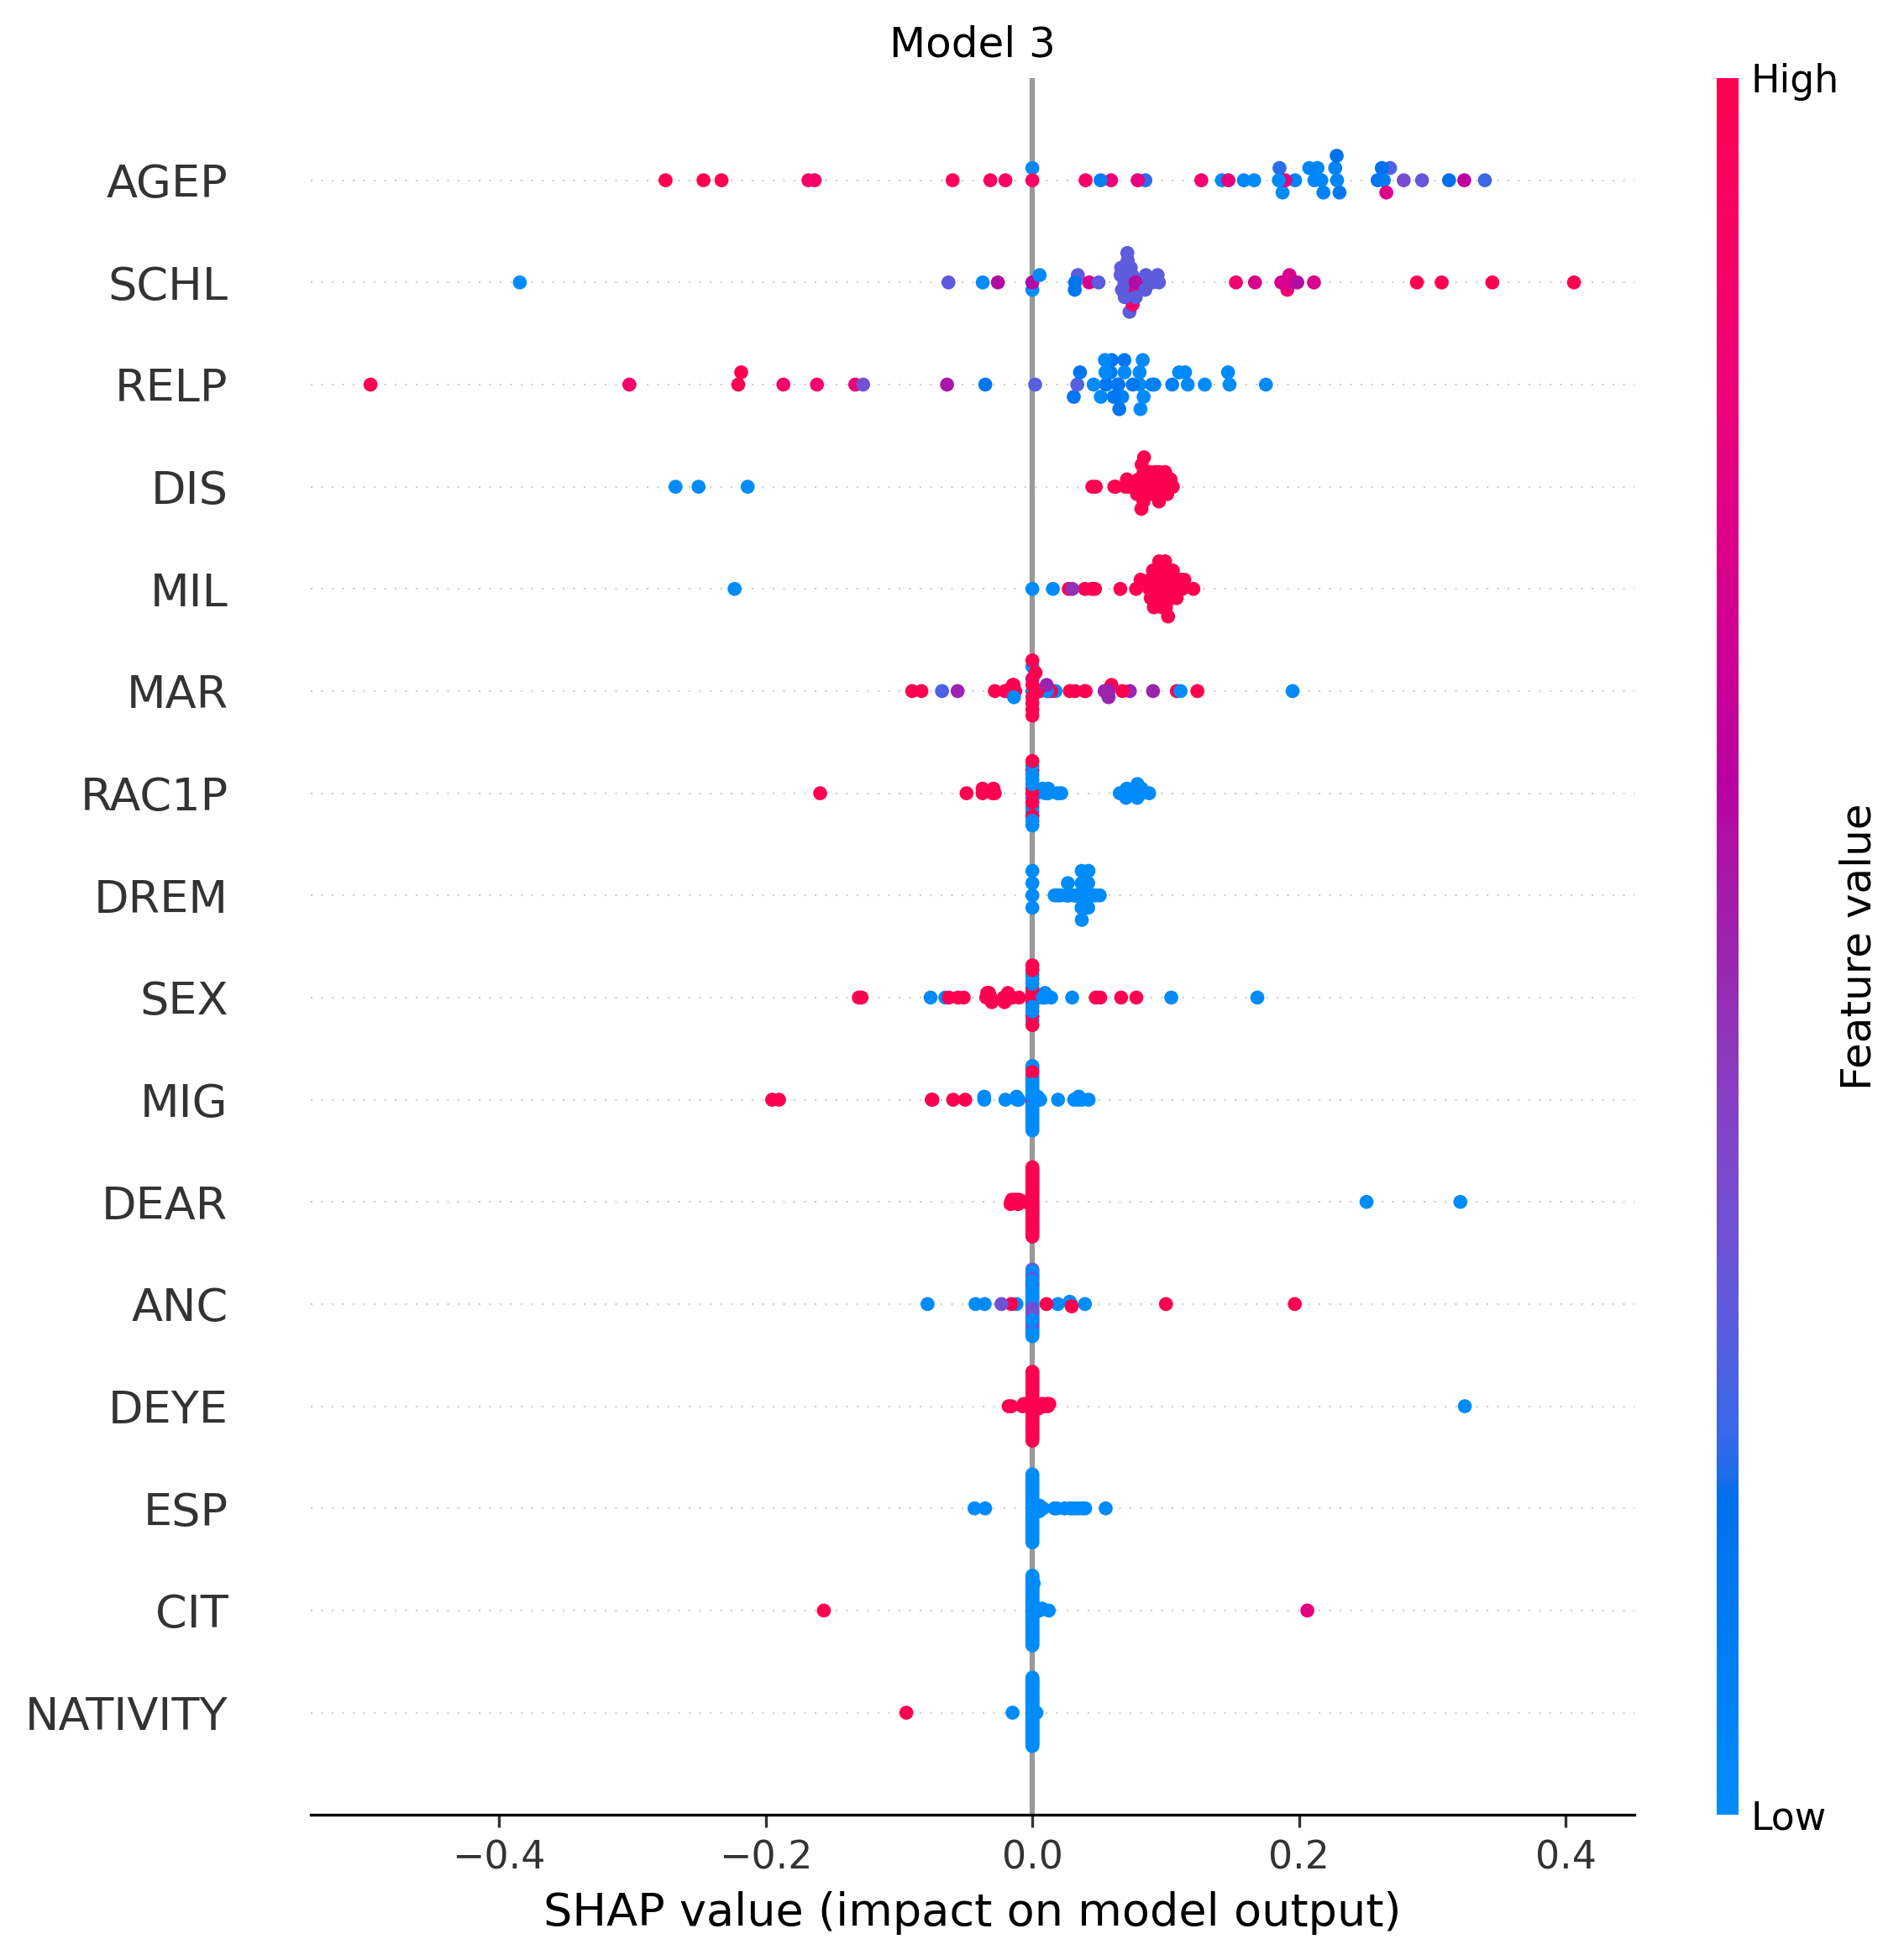 Model 3
High
AGEP
SCHL
RELP
DIS
MIL
MAR
RAC1P
DREM
SEX
MIG
DEAR
ANC
DEYE
ESP
CIT
NATIVITY
Feature value
Low
−0.4
−0.2
0.0
0.2
0.4
SHAP value (impact on model output)